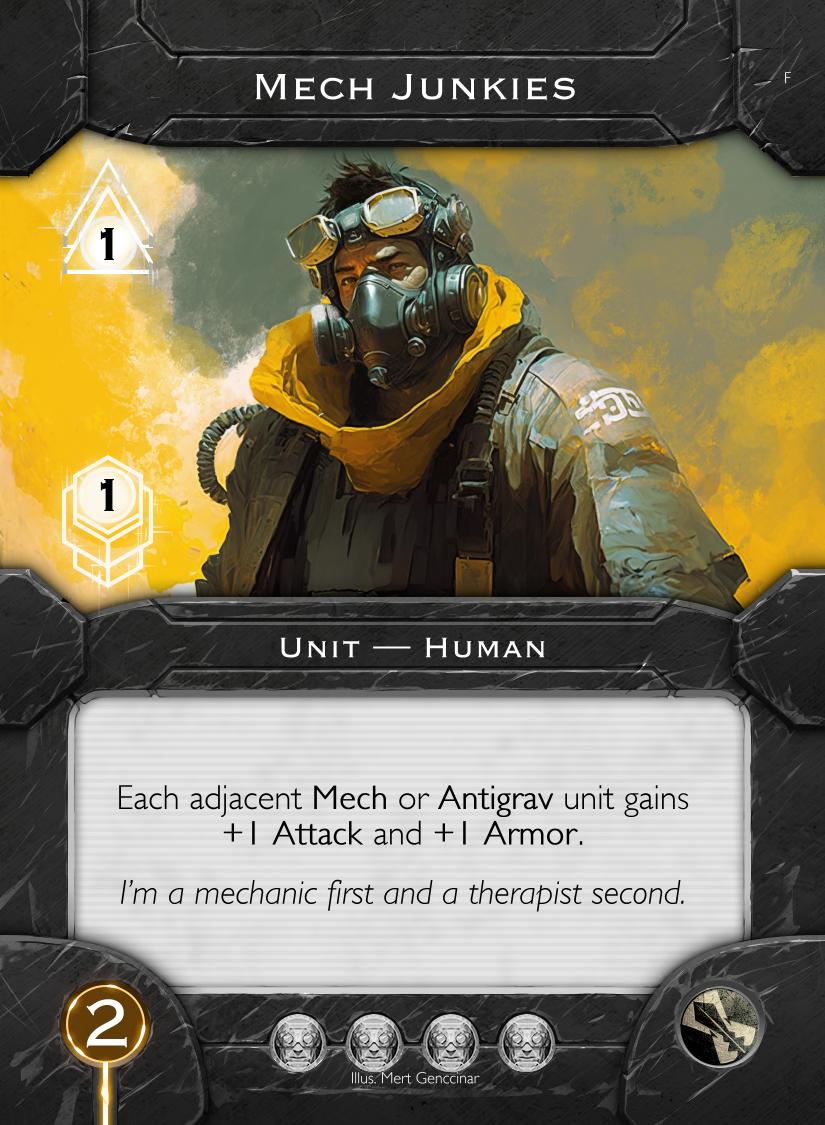 Mech Junkies
F
1
1
Unit — Human
Each adjacent Mech or Antigrav unit gains
+1 Attack and +1 Armor.
I'm a mechanic first and a therapist second.
2
Illus. Mert Genccinar